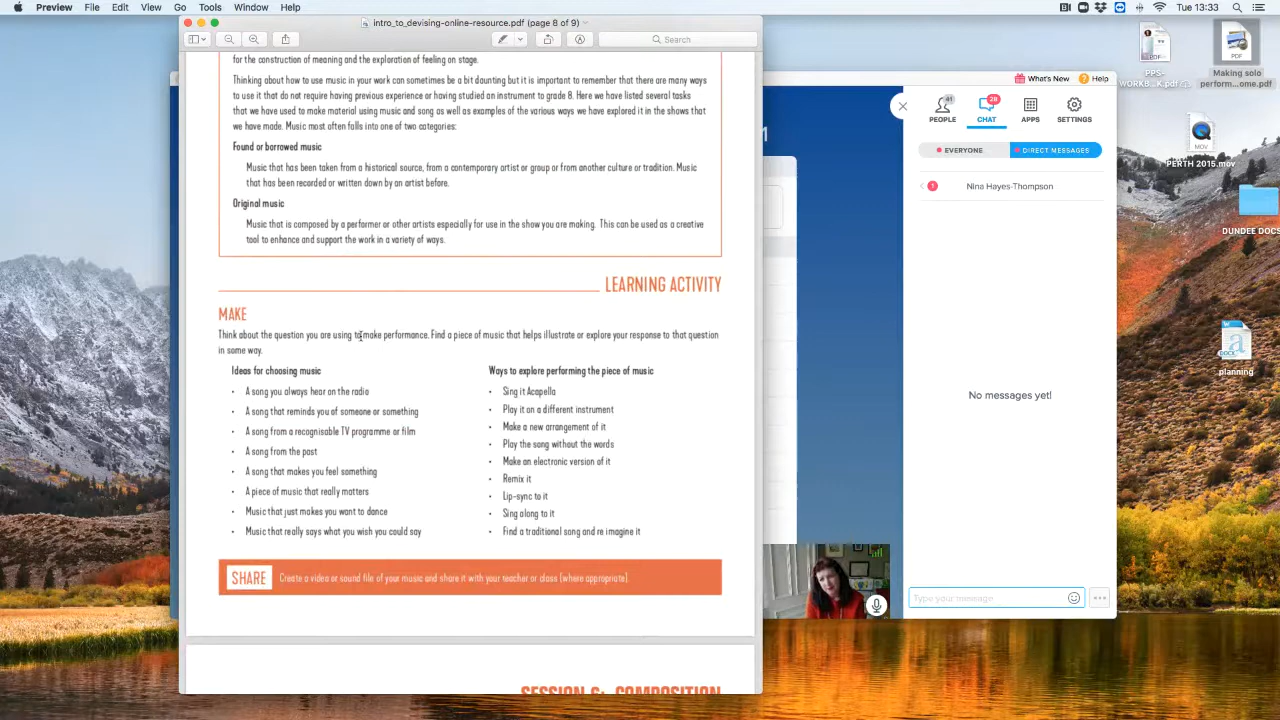 Preview File Edit View Go Tools Window Help
Tue 13:33
intro_to_devising-online-resource.pdf (page 8 of 9)
Search
for the construction of meaning and the exploration of feeling on stage.
Thinking about how to use music in your work can sometimes be a bit daunting but it is important to remember that there are many ways
to use it that do not require having previous experience or having studied an instrument to grade 8. Here we have listed several tasks
that we have used to make material using music and song as well as examples of the various ways we have explored it in the shows that
we have made. Music most often falls into one of two categories:
Found or borrowed music
Music that has been taken from a historical source, from a contemporary artist or group or from another culture or tradition. Music
that has been recorded or written down by an artist before.
Original music
Music that is composed by a performer or other artists especially for use in the show you are making. This can be used as a creative
tool to enhance and support the work in a variety of ways.
LEARNING ACTIVITY
MAKE
Think about the question you are using to make performance. Find a piece of music that helps illustrate or explore your response to that question
in some way.
Ideas for choosing music
• A song you always hear on the radio
• A song that reminds you of someone or something
• A song from a recognisable TV programme or film
• A song from the past
• A song that makes you feel something
• A piece of music that really matters
• Music that just makes you want to dance
• Music that really says what you wish you could say
Ways to explore performing the piece of music
• Sing it Acapella
• Play it on a different instrument
• Make a new arrangement of it
• Play the song without the words
• Make an electronic version of it
• Remix it
• Lip-sync to it
• Sing along to it
• Find a traditional song and re imagine it
SHARE Create a video or sound file of your music and share it with your teacher or class (where appropriate).
SESSION 6: COMPOSITION
What's New Help
41
PEOPLE
28
CHAT
APPS
SETTINGS
EVERYONE
DIRECT MESSAGES
1
Nina Hayes-Thompson
No messages yet!
Type your message
PDF
PPS-
WORKS...K.pdf
PDF
Making solo
perform...ome.pdf
MOV
PERTH 2015.mov
DUNDEE DOCS
DOCX
planning